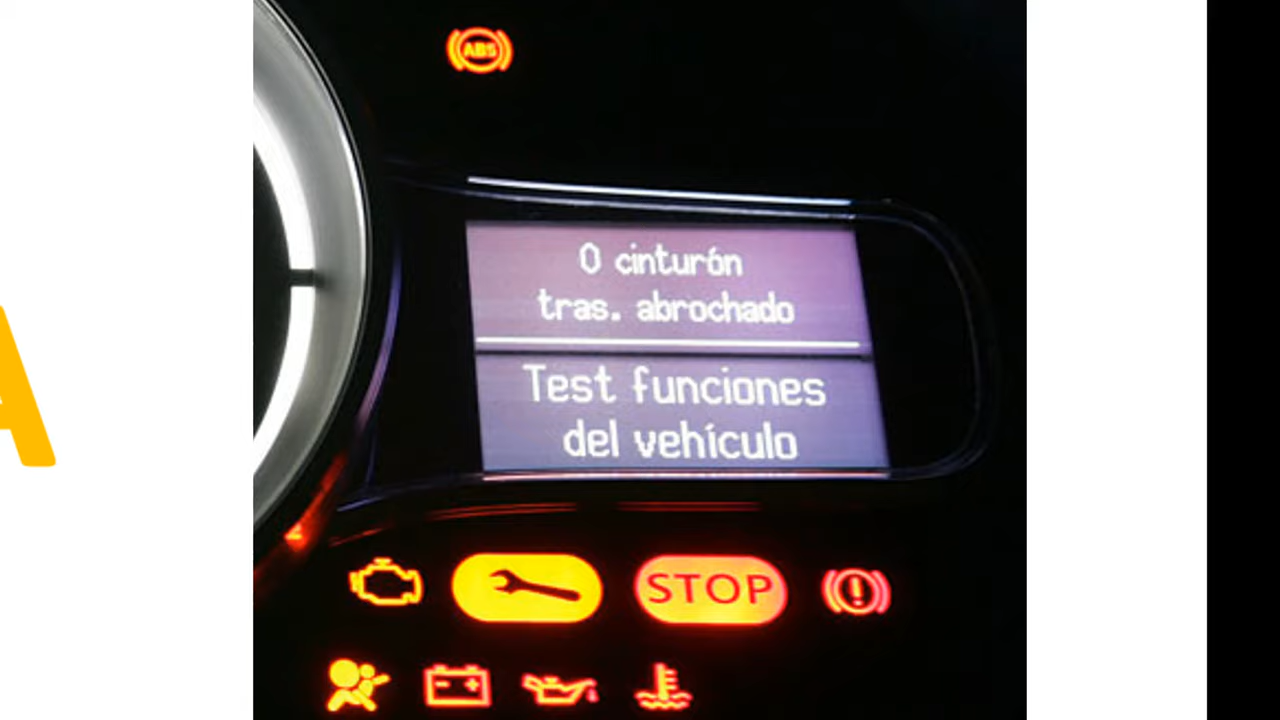 ABS
0 cinturón
tras. abrochado
Test funciones
del vehículo
STOP
A